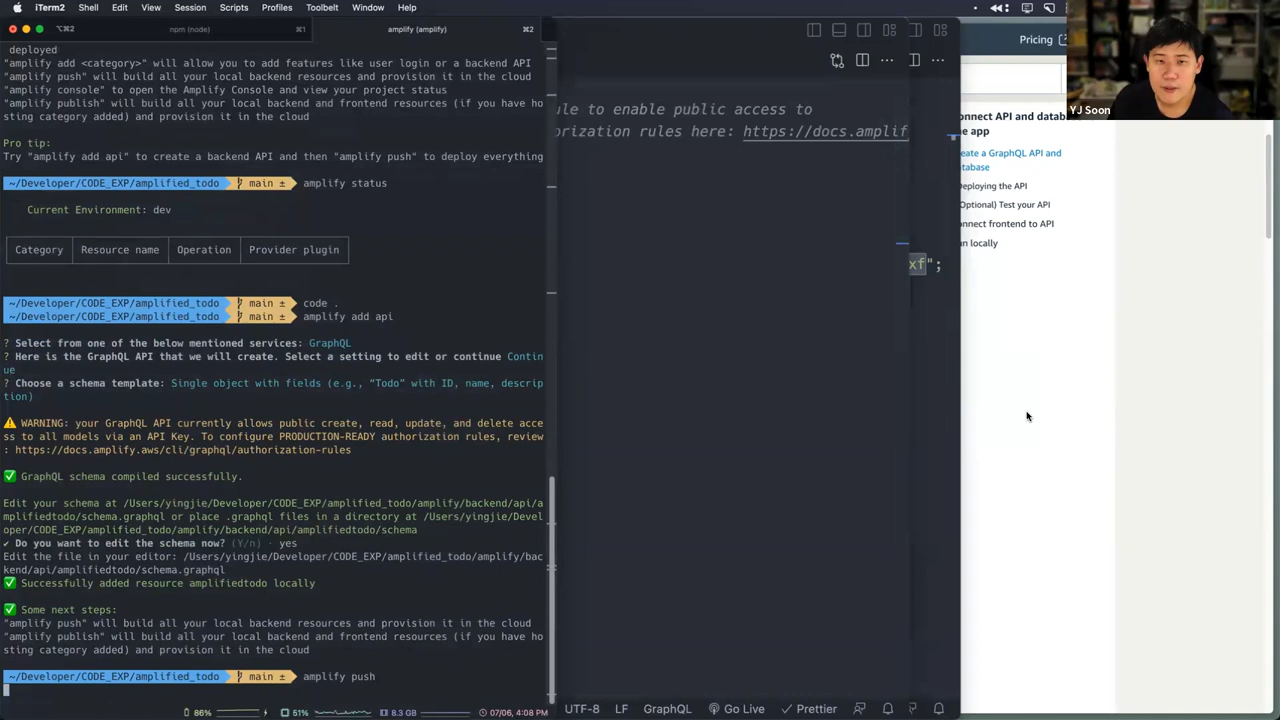 iTerm2 Shell Edit View Session Scripts Profiles Toolbelt Window Help
⌥⌘2 npm (node) ⌘1 amplify (amplify) ⌘2
deployed
"amplify add <category>" will allow you to add features like user login or a backend API
"amplify push" will build all your local backend resources and provision it in the cloud
"amplify console" to open the Amplify Console and view your project status
"amplify publish" will build all your local backend and frontend resources (if you have ho
sting category added) and provision it in the cloud
Pro tip:
Try "amplify add api" to create a backend API and then "amplify push" to deploy everything
~/Developer/CODE_EXP/amplified_todo main ± amplify status
Current Environment: dev
Category Resource name Operation Provider plugin
~/Developer/CODE_EXP/amplified_todo main ± code .
~/Developer/CODE_EXP/amplified_todo main ± amplify add api
? Select from one of the below mentioned services: GraphQL
? Here is the GraphQL API that we will create. Select a setting to edit or continue Contin
ue
? Choose a schema template: Single object with fields (e.g., “Todo” with ID, name, descrip
tion)
⚠️ WARNING: your GraphQL API currently allows public create, read, update, and delete acce
ss to all models via an API Key. To configure PRODUCTION-READY authorization rules, review
: https://docs.amplify.aws/cli/graphql/authorization-rules
✅ GraphQL schema compiled successfully.
Edit your schema at /Users/yingjie/Developer/CODE_EXP/amplified_todo/amplify/backend/api/a
mplifiedtodo/schema.graphql or place .graphql files in a directory at /Users/yingjie/Devel
oper/CODE_EXP/amplified_todo/amplify/backend/api/amplifiedtodo/schema
✔ Do you want to edit the schema now? (Y/n) · yes
Edit the file in your editor: /Users/yingjie/Developer/CODE_EXP/amplified_todo/amplify/bac
kend/api/amplifiedtodo/schema.graphql
✅ Successfully added resource amplifiedtodo locally
✅ Some next steps:
"amplify push" will build all your local backend resources and provision it in the cloud
"amplify publish" will build all your local backend and frontend resources (if you have ho
sting category added) and provision it in the cloud
~/Developer/CODE_EXP/amplified_todo main ± amplify push
86% 51% 8.3 GB 07/06, 4:08 PM
ule to enable public access to
orization rules here: https://docs.amplif
xf";
UTF-8 LF GraphQL Go Live Prettier
Pricing
YJ Soon
onnect API and datab
he app
eate a GraphQL API and
tabase
Deploying the API
Optional) Test your API
onnect frontend to API
n locally